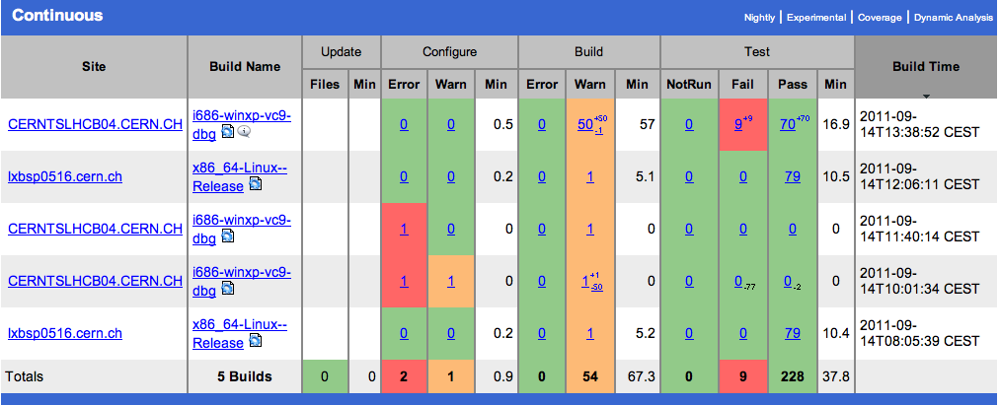 Continuous
Nightly | Experimental | Coverage | Dynamic Analysis
Site Build Name Update Configure Build Test Build Time
Files Min Error Warn Min Error Warn Min NotRun Fail Pass Min
CERNTSLHCB04.CERN.CH i686-winxp-vc9-dbg 0 0 0.5 0 50 +50 -1 57 0 9 +9 70 +70 16.9 2011-09-14T13:38:52 CEST
lxbsp0516.cern.ch x86_64-Linux--Release 0 0 0.2 0 1 5.1 0 0 79 10.5 2011-09-14T12:06:11 CEST
CERNTSLHCB04.CERN.CH i686-winxp-vc9-dbg 1 0 0 0 1 0 0 0 0 0 2011-09-14T11:40:14 CEST
CERNTSLHCB04.CERN.CH i686-winxp-vc9-dbg 1 1 0 0 1 +1 -50 0 0 0 -77 0 -2 0 2011-09-14T10:01:34 CEST
lxbsp0516.cern.ch x86_64-Linux--Release 0 0 0.2 0 1 5.2 0 0 79 10.4 2011-09-14T08:05:39 CEST
Totals 5 Builds 0 0 2 1 0.9 0 54 67.3 0 9 228 37.8